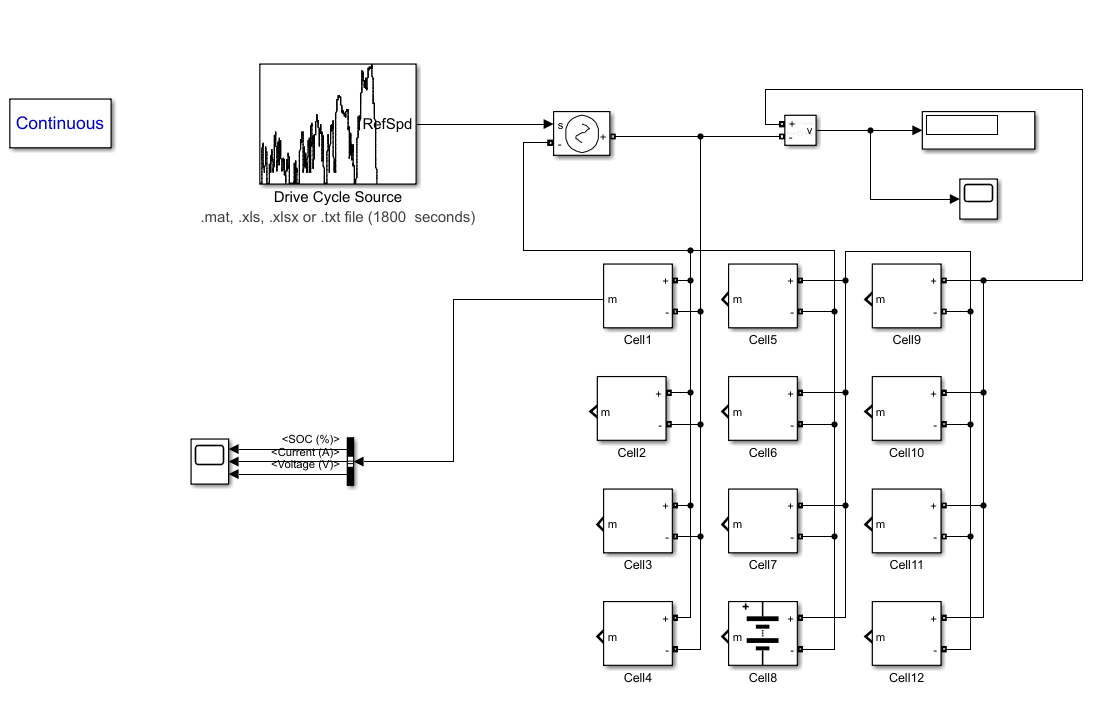 Continuous
RefSpd
Drive Cycle Source
.mat, .xls, .xlsx or .txt file (1800 seconds)
s
-
+
+
-
v
m
+
-
Cell1
m
+
-
Cell5
m
+
-
Cell9
m
+
-
Cell2
m
+
-
Cell6
m
+
-
Cell10
<SOC (%)>
<Current (A)>
<Voltage (V)>
m
+
-
Cell3
m
+
-
Cell7
m
+
-
Cell11
m
+
-
Cell4
+
m
+
-
Cell8
m
+
-
Cell12